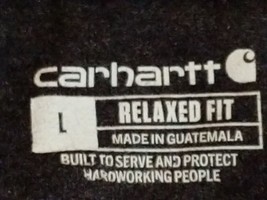 carhartt
L
RELAXED FIT
MADE IN GUATEMALA
BUILT TO SERVE AND PROTECT
HARDWORKING PEOPLE